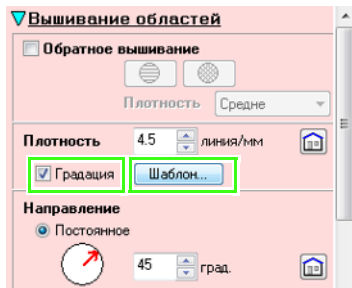 Вышивание областей
Обратное вышивание
Плотность Средне
Плотность 4.5 линия/мм
Градация Шаблон...
Направление
Постоянное
45 град.